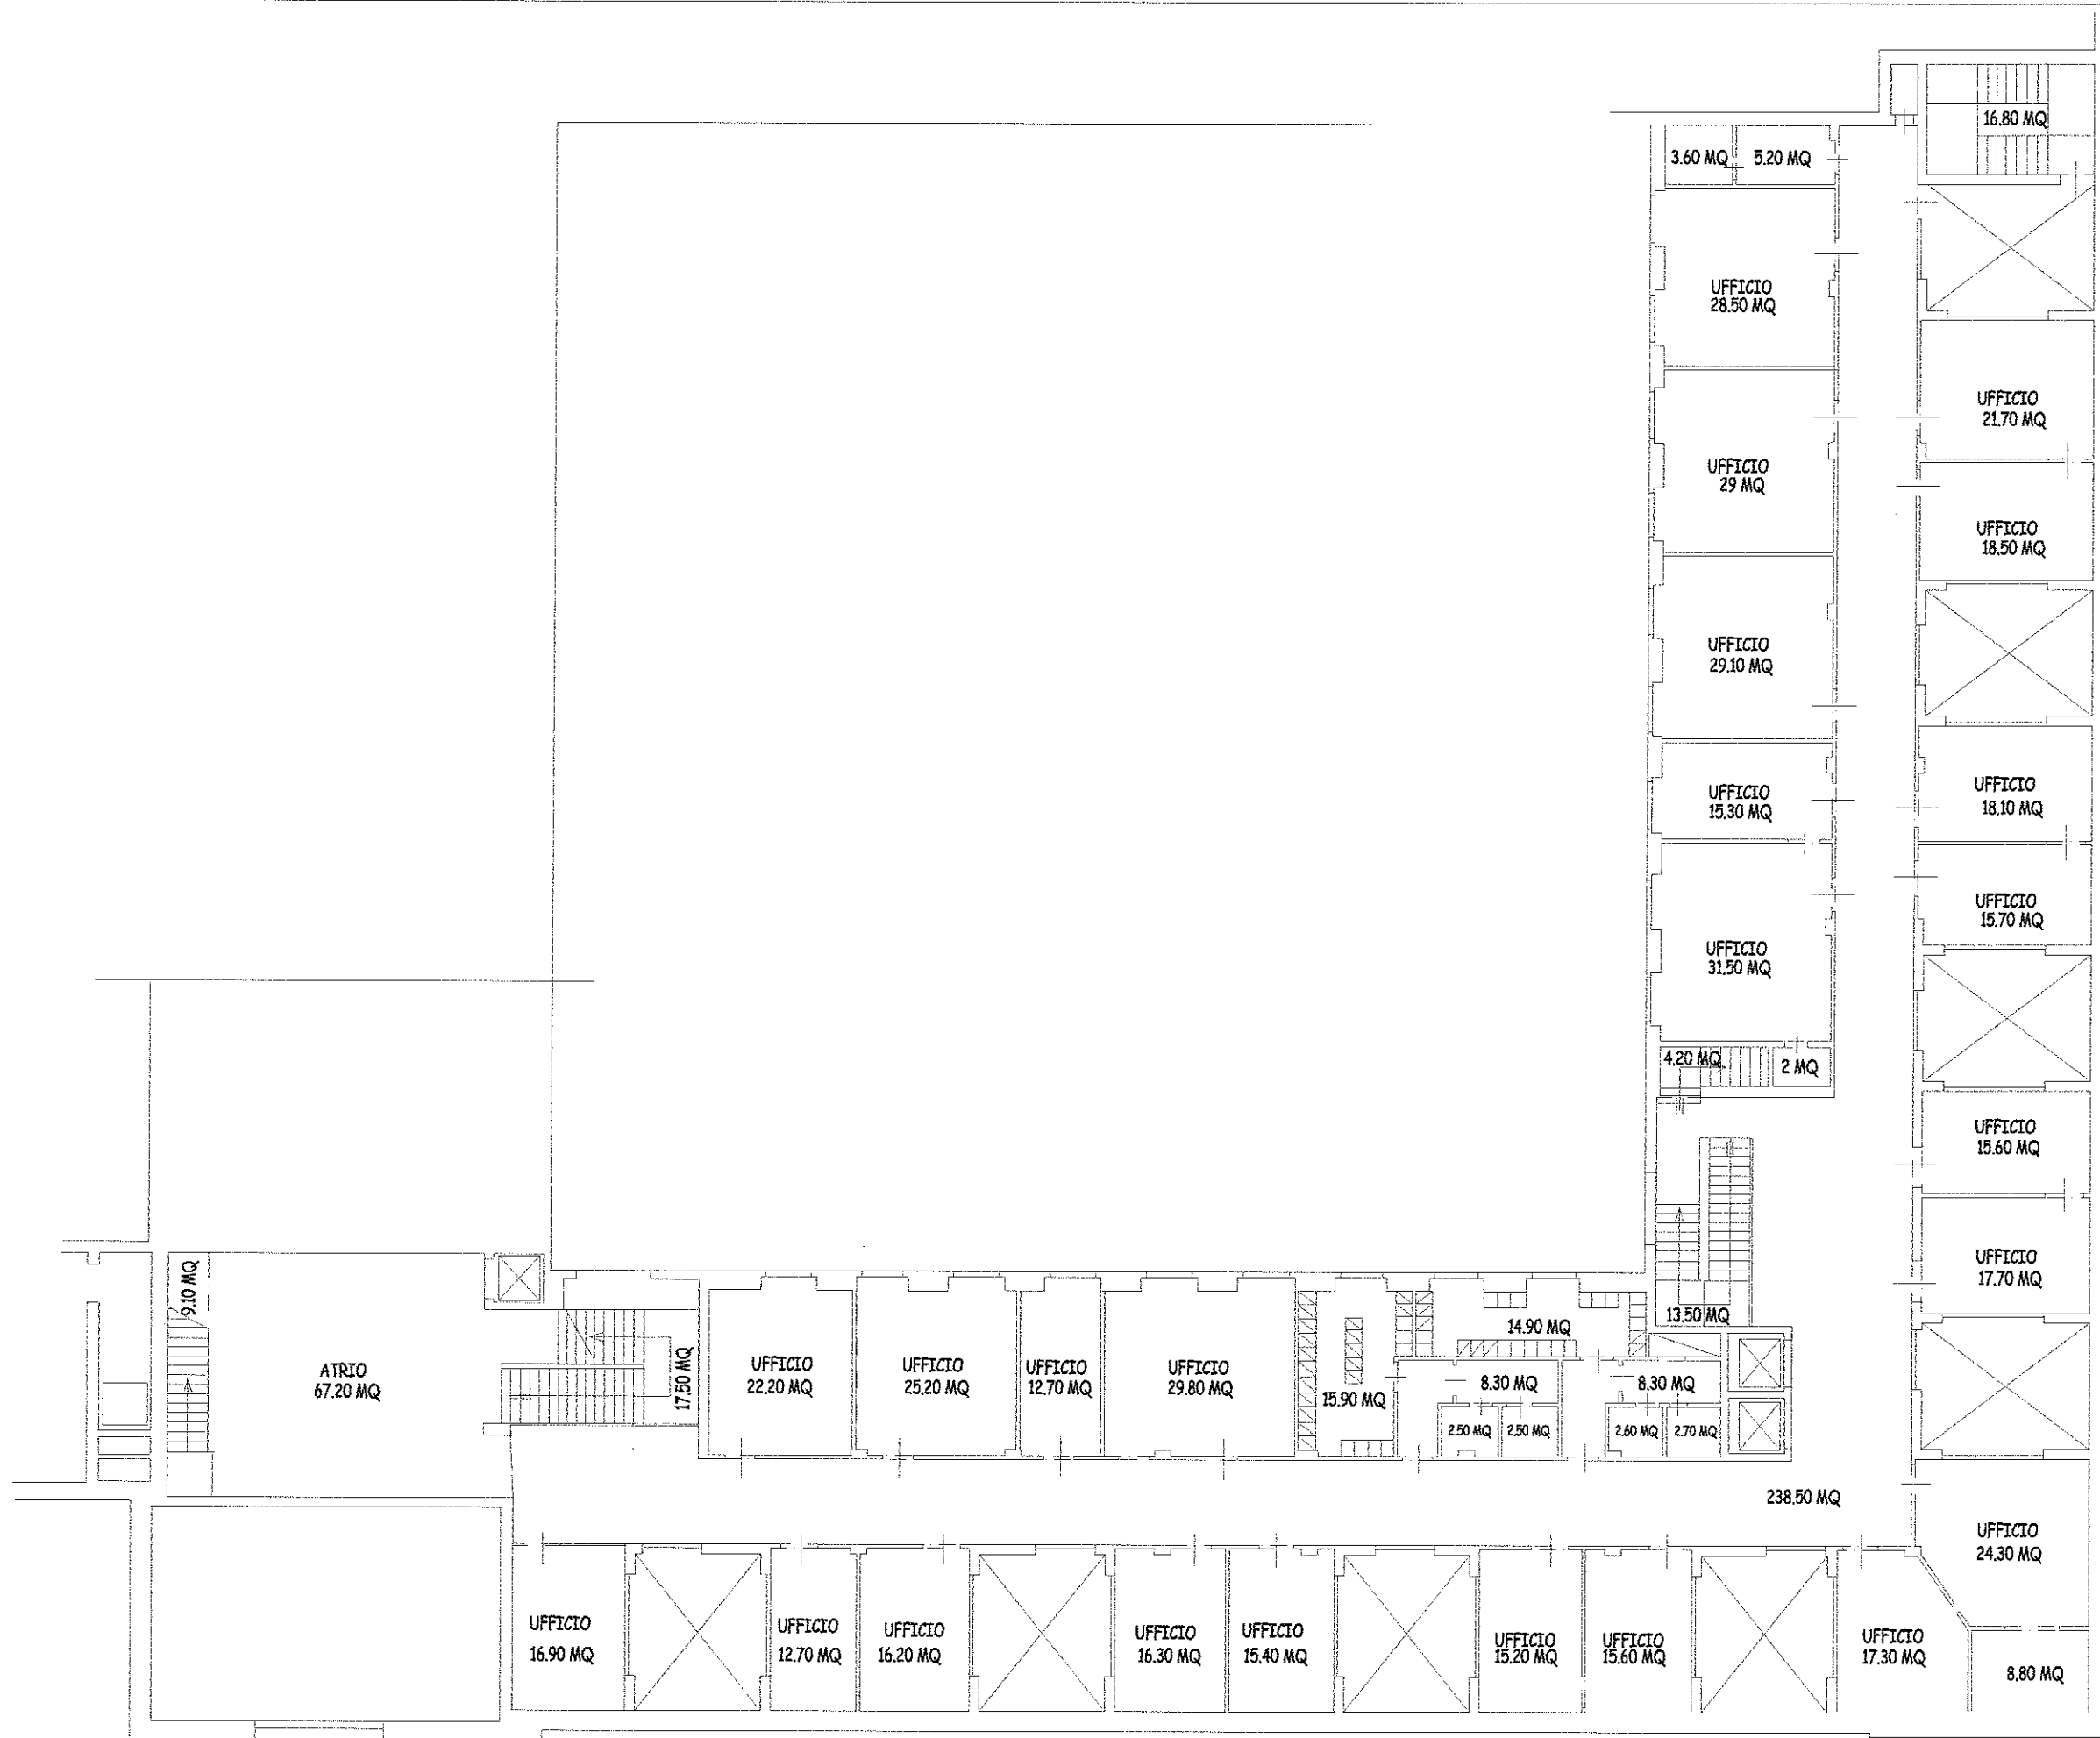 16.80 MQ
3.60 MQ
5.20 MQ
UFFICIO
28.50 MQ
UFFICIO
21.70 MQ
UFFICIO
29 MQ
UFFICIO
18.50 MQ
UFFICIO
29.10 MQ
UFFICIO
15.30 MQ
UFFICIO
18.10 MQ
UFFICIO
15.70 MQ
UFFICIO
31.50 MQ
4.20 MQ
2 MQ
UFFICIO
15.60 MQ
UFFICIO
17.70 MQ
9.10 MQ
ATRIO
67.20 MQ
17.50 MQ
UFFICIO
22.20 MQ
UFFICIO
25.20 MQ
UFFICIO
12.70 MQ
UFFICIO
29.80 MQ
15.90 MQ
14.90 MQ
13.50 MQ
8.30 MQ
8.30 MQ
2.50 MQ
2.50 MQ
2.60 MQ
2.70 MQ
238.50 MQ
UFFICIO
24.30 MQ
UFFICIO
16.90 MQ
UFFICIO
12.70 MQ
UFFICIO
16.20 MQ
UFFICIO
16.30 MQ
UFFICIO
15.40 MQ
UFFICIO
15.20 MQ
UFFICIO
15.60 MQ
UFFICIO
17.30 MQ
8.80 MQ